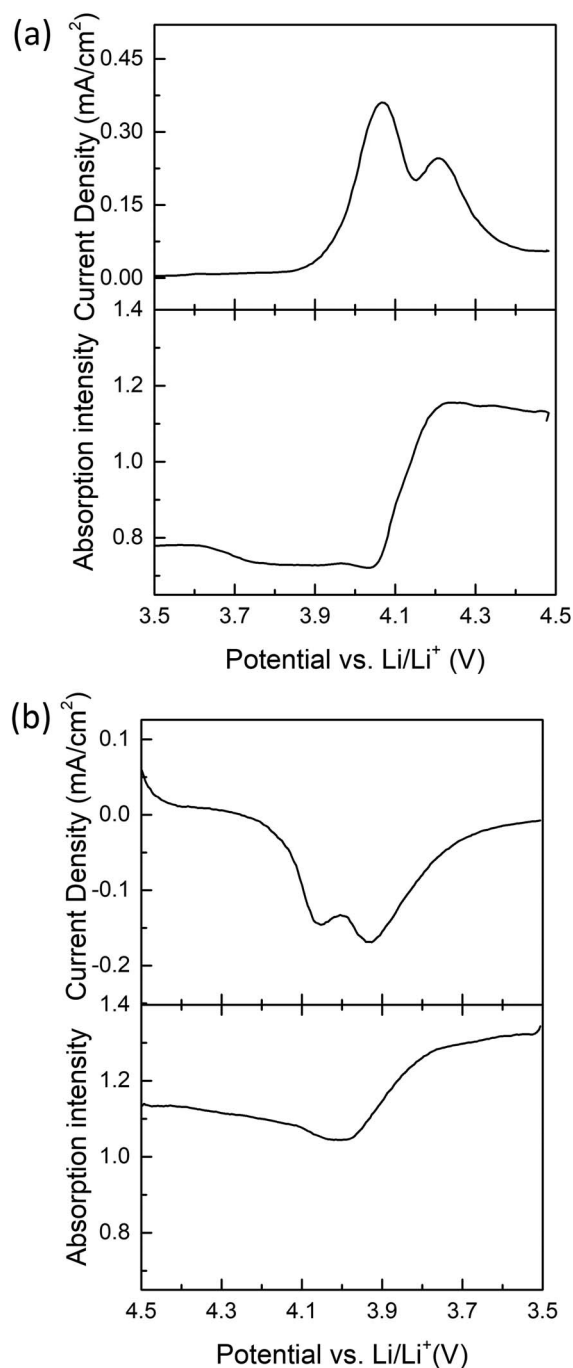 (a)
Current Density (mA/cm²)
0.45
0.30
0.15
0.00
Absorption intensity
1.4
1.2
1.0
0.8
3.5 3.7 3.9 4.1 4.3 4.5
Potential vs. Li/Li⁺ (V)
(b)
Current Density (mA/cm²)
0.1
0.0
-0.1
-0.2
Absorption intensity
1.4
1.2
1.0
0.8
4.5 4.3 4.1 3.9 3.7 3.5
Potential vs. Li/Li⁺(V)